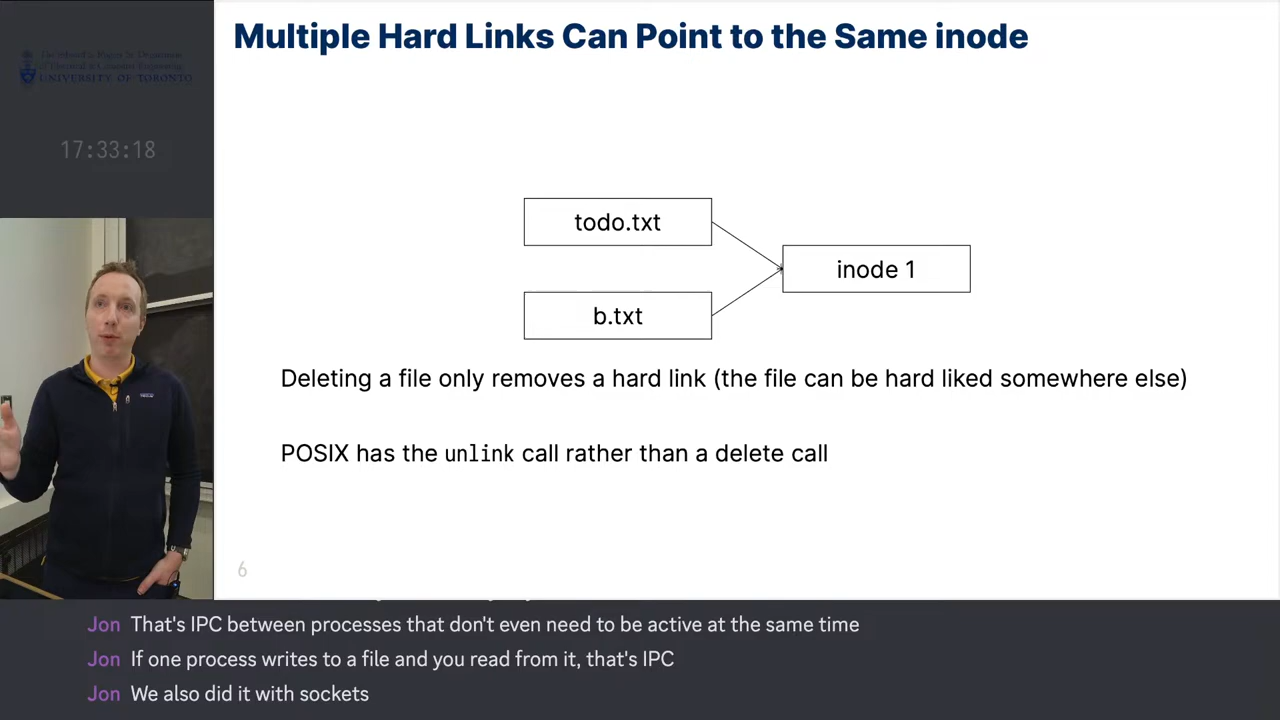 Multiple Hard Links Can Point to the Same inode
UNIVERSITY OF TORONTO
17:33:18
todo.txt
inode 1
b.txt
Deleting a file only removes a hard link (the file can be hard liked somewhere else)
POSIX has the unlink call rather than a delete call
6
Jon That's IPC between processes that don't even need to be active at the same time
Jon If one process writes to a file and you read from it, that's IPC
Jon We also did it with sockets